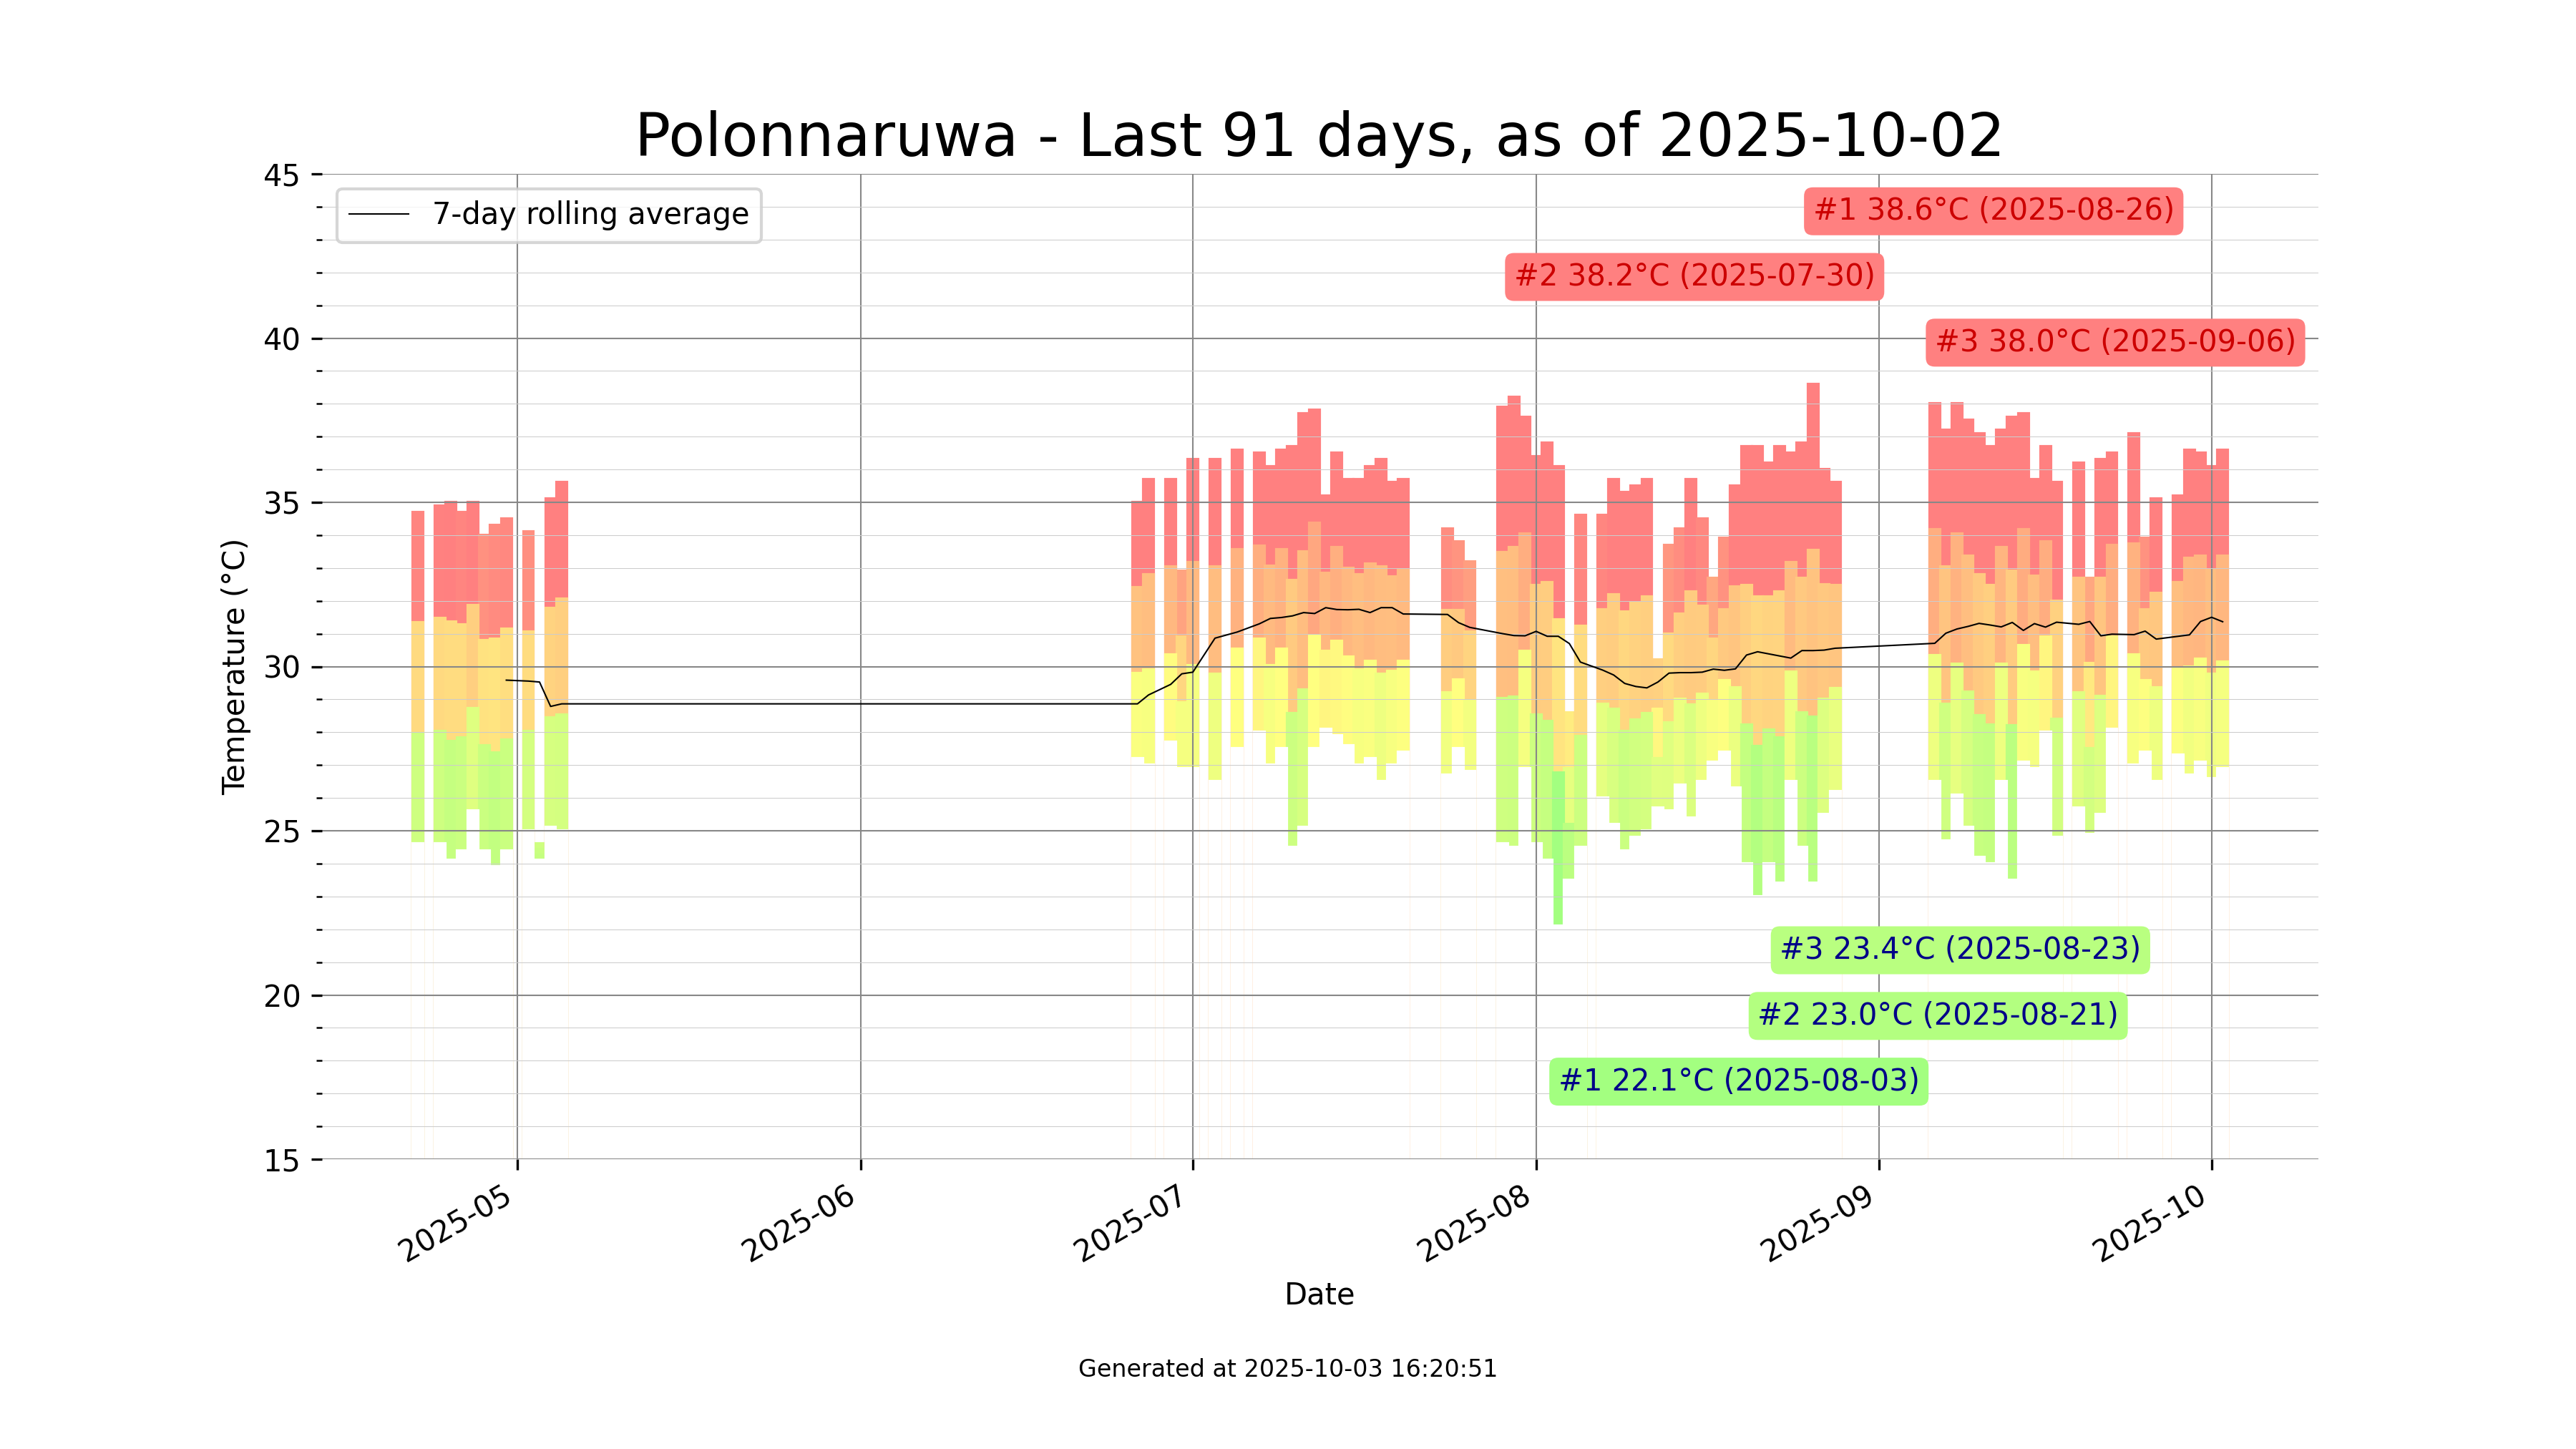 Polonnaruwa - Last 91 days, as of 2025-10-02
7-day rolling average
#1 38.6°C (2025-08-26)
#2 38.2°C (2025-07-30)
#3 38.0°C (2025-09-06)
#3 23.4°C (2025-08-23)
#2 23.0°C (2025-08-21)
#1 22.1°C (2025-08-03)
Temperature (°C)
45
40
35
30
25
20
15
2025-05
2025-06
2025-07
2025-08
2025-09
2025-10
Date
Generated at 2025-10-03 16:20:51